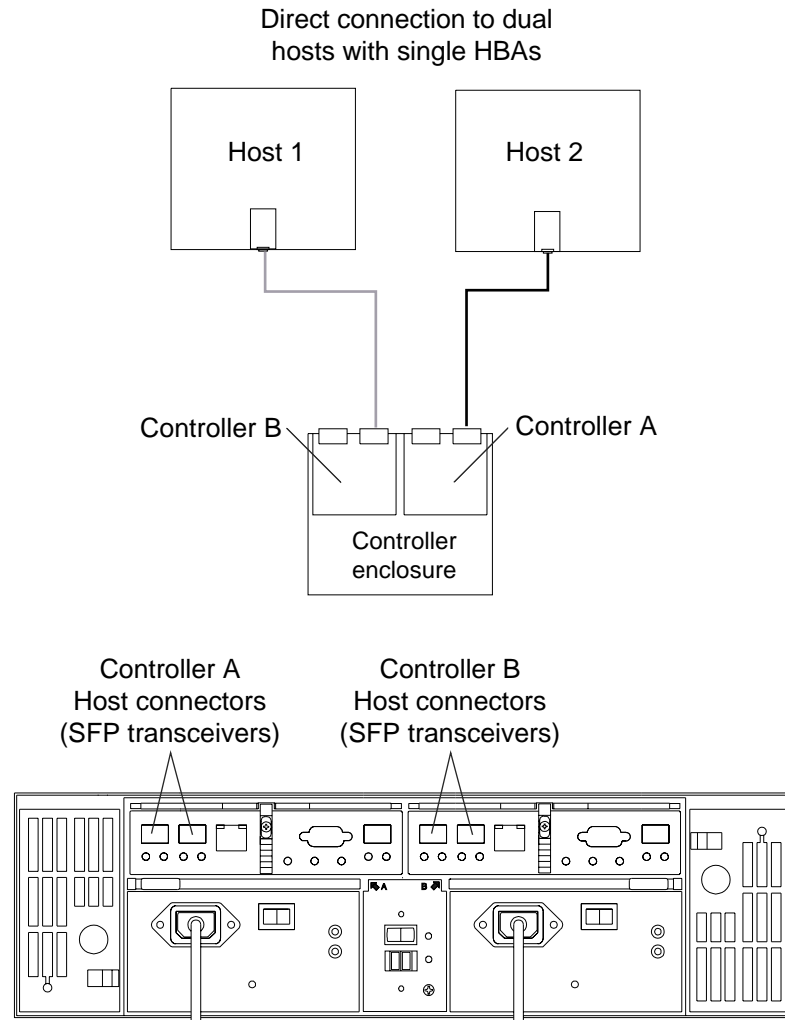 Direct connection to dual
hosts with single HBAs
Host 1
Host 2
Controller B
Controller A
Controller
enclosure
Controller A
Host connectors
(SFP transceivers)
Controller B
Host connectors
(SFP transceivers)
A
B